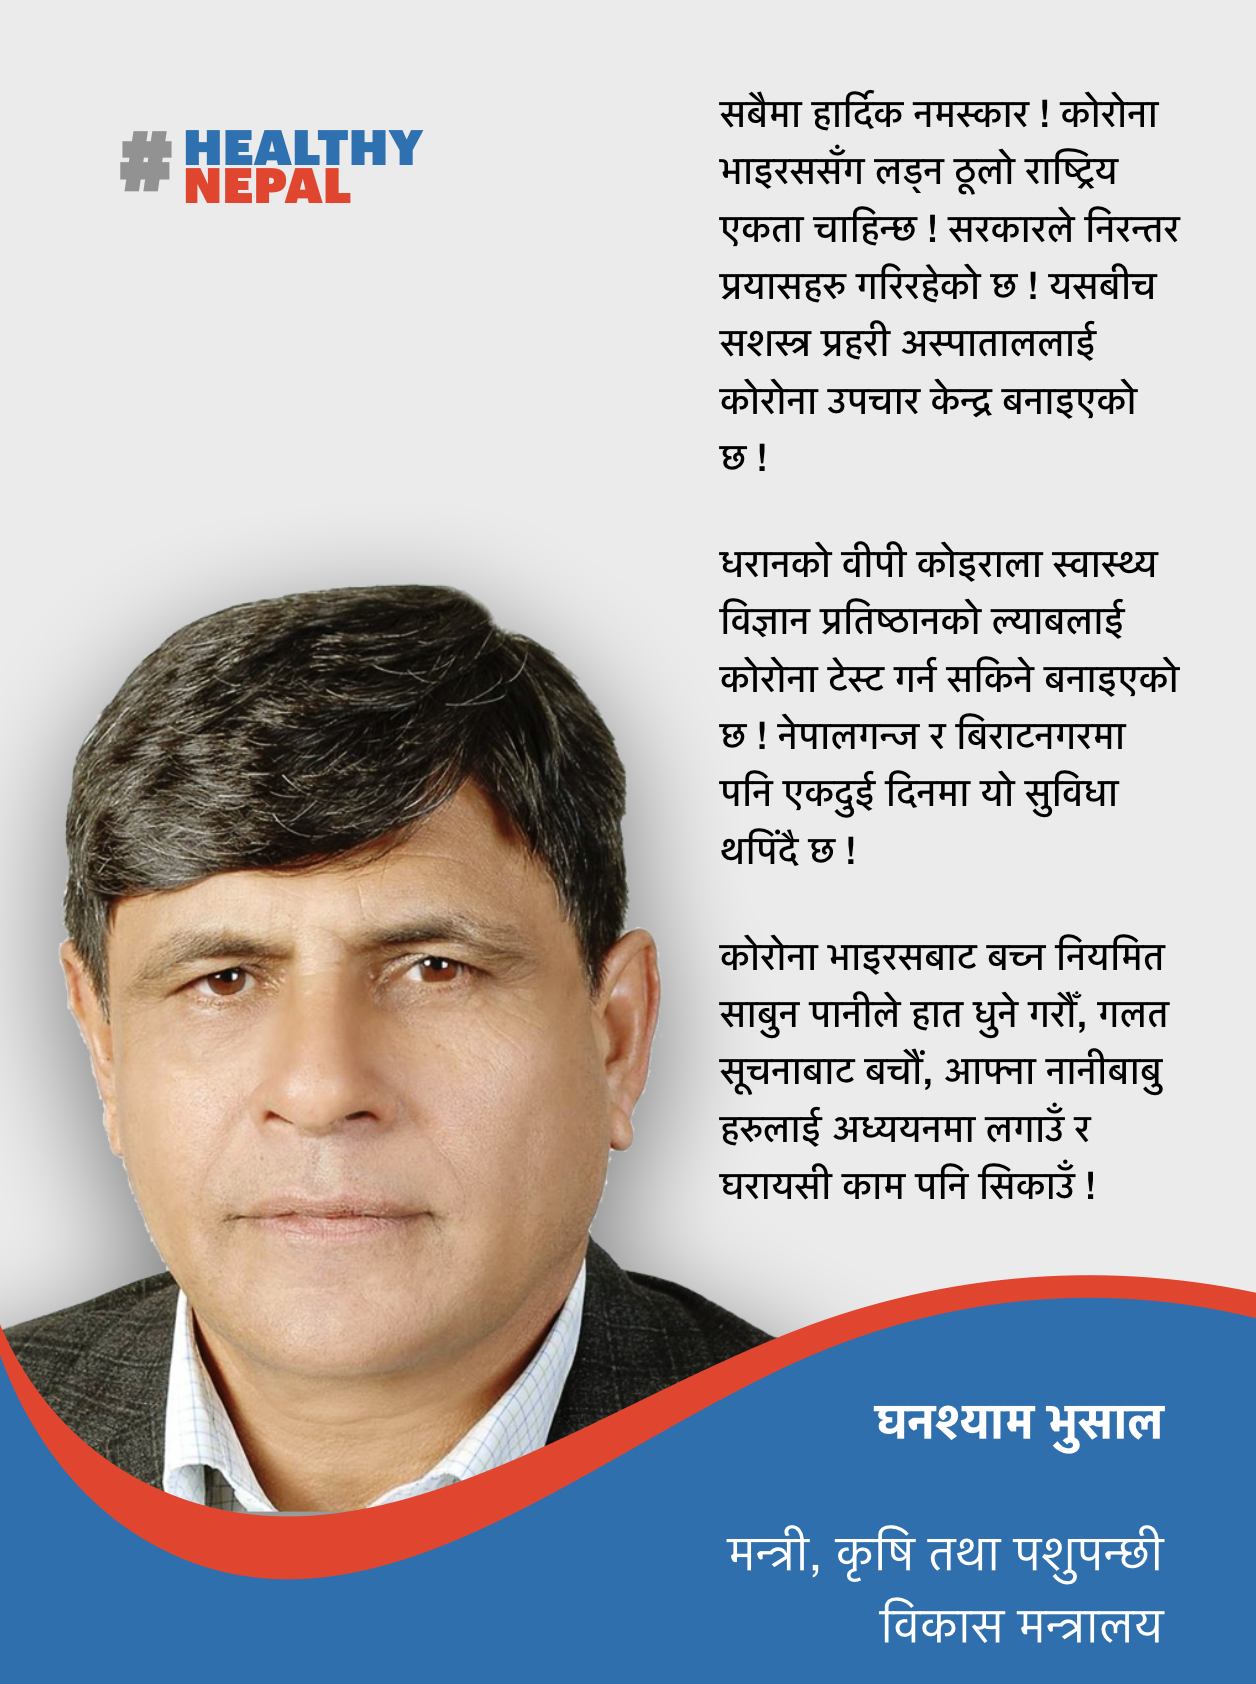 # HEALTHY
NEPAL
सबैमा हार्दिक नमस्कार ! कोरोना
भाइरससँग लड्न ठूलो राष्ट्रिय
एकता चाहिन्छ ! सरकारले निरन्तर
प्रयासहरु गरिरहेको छ ! यसबीच
सशस्त्र प्रहरी अस्पताललाई
कोरोना उपचार केन्द्र बनाइएको
छ !
धरानको वीपी कोइराला स्वास्थ्य
विज्ञान प्रतिष्ठानको ल्याबलाई
कोरोना टेस्ट गर्न सकिने बनाइएको
छ ! नेपालगन्ज र बिराटनगरमा
पनि एकदुई दिनमा यो सुविधा
थपिंदै छ !
कोरोना भाइरसबाट बच्न नियमित
साबुन पानीले हात धुने गरौँ, गलत
सूचनाबाट बचौं, आफ्ना नानीबाबु
हरुलाई अध्ययनमा लगाउँ र
घरायसी काम पनि सिकाउँ !
घनश्याम भुसाल
मन्त्री, कृषि तथा पशुपन्छी
विकास मन्त्रालय